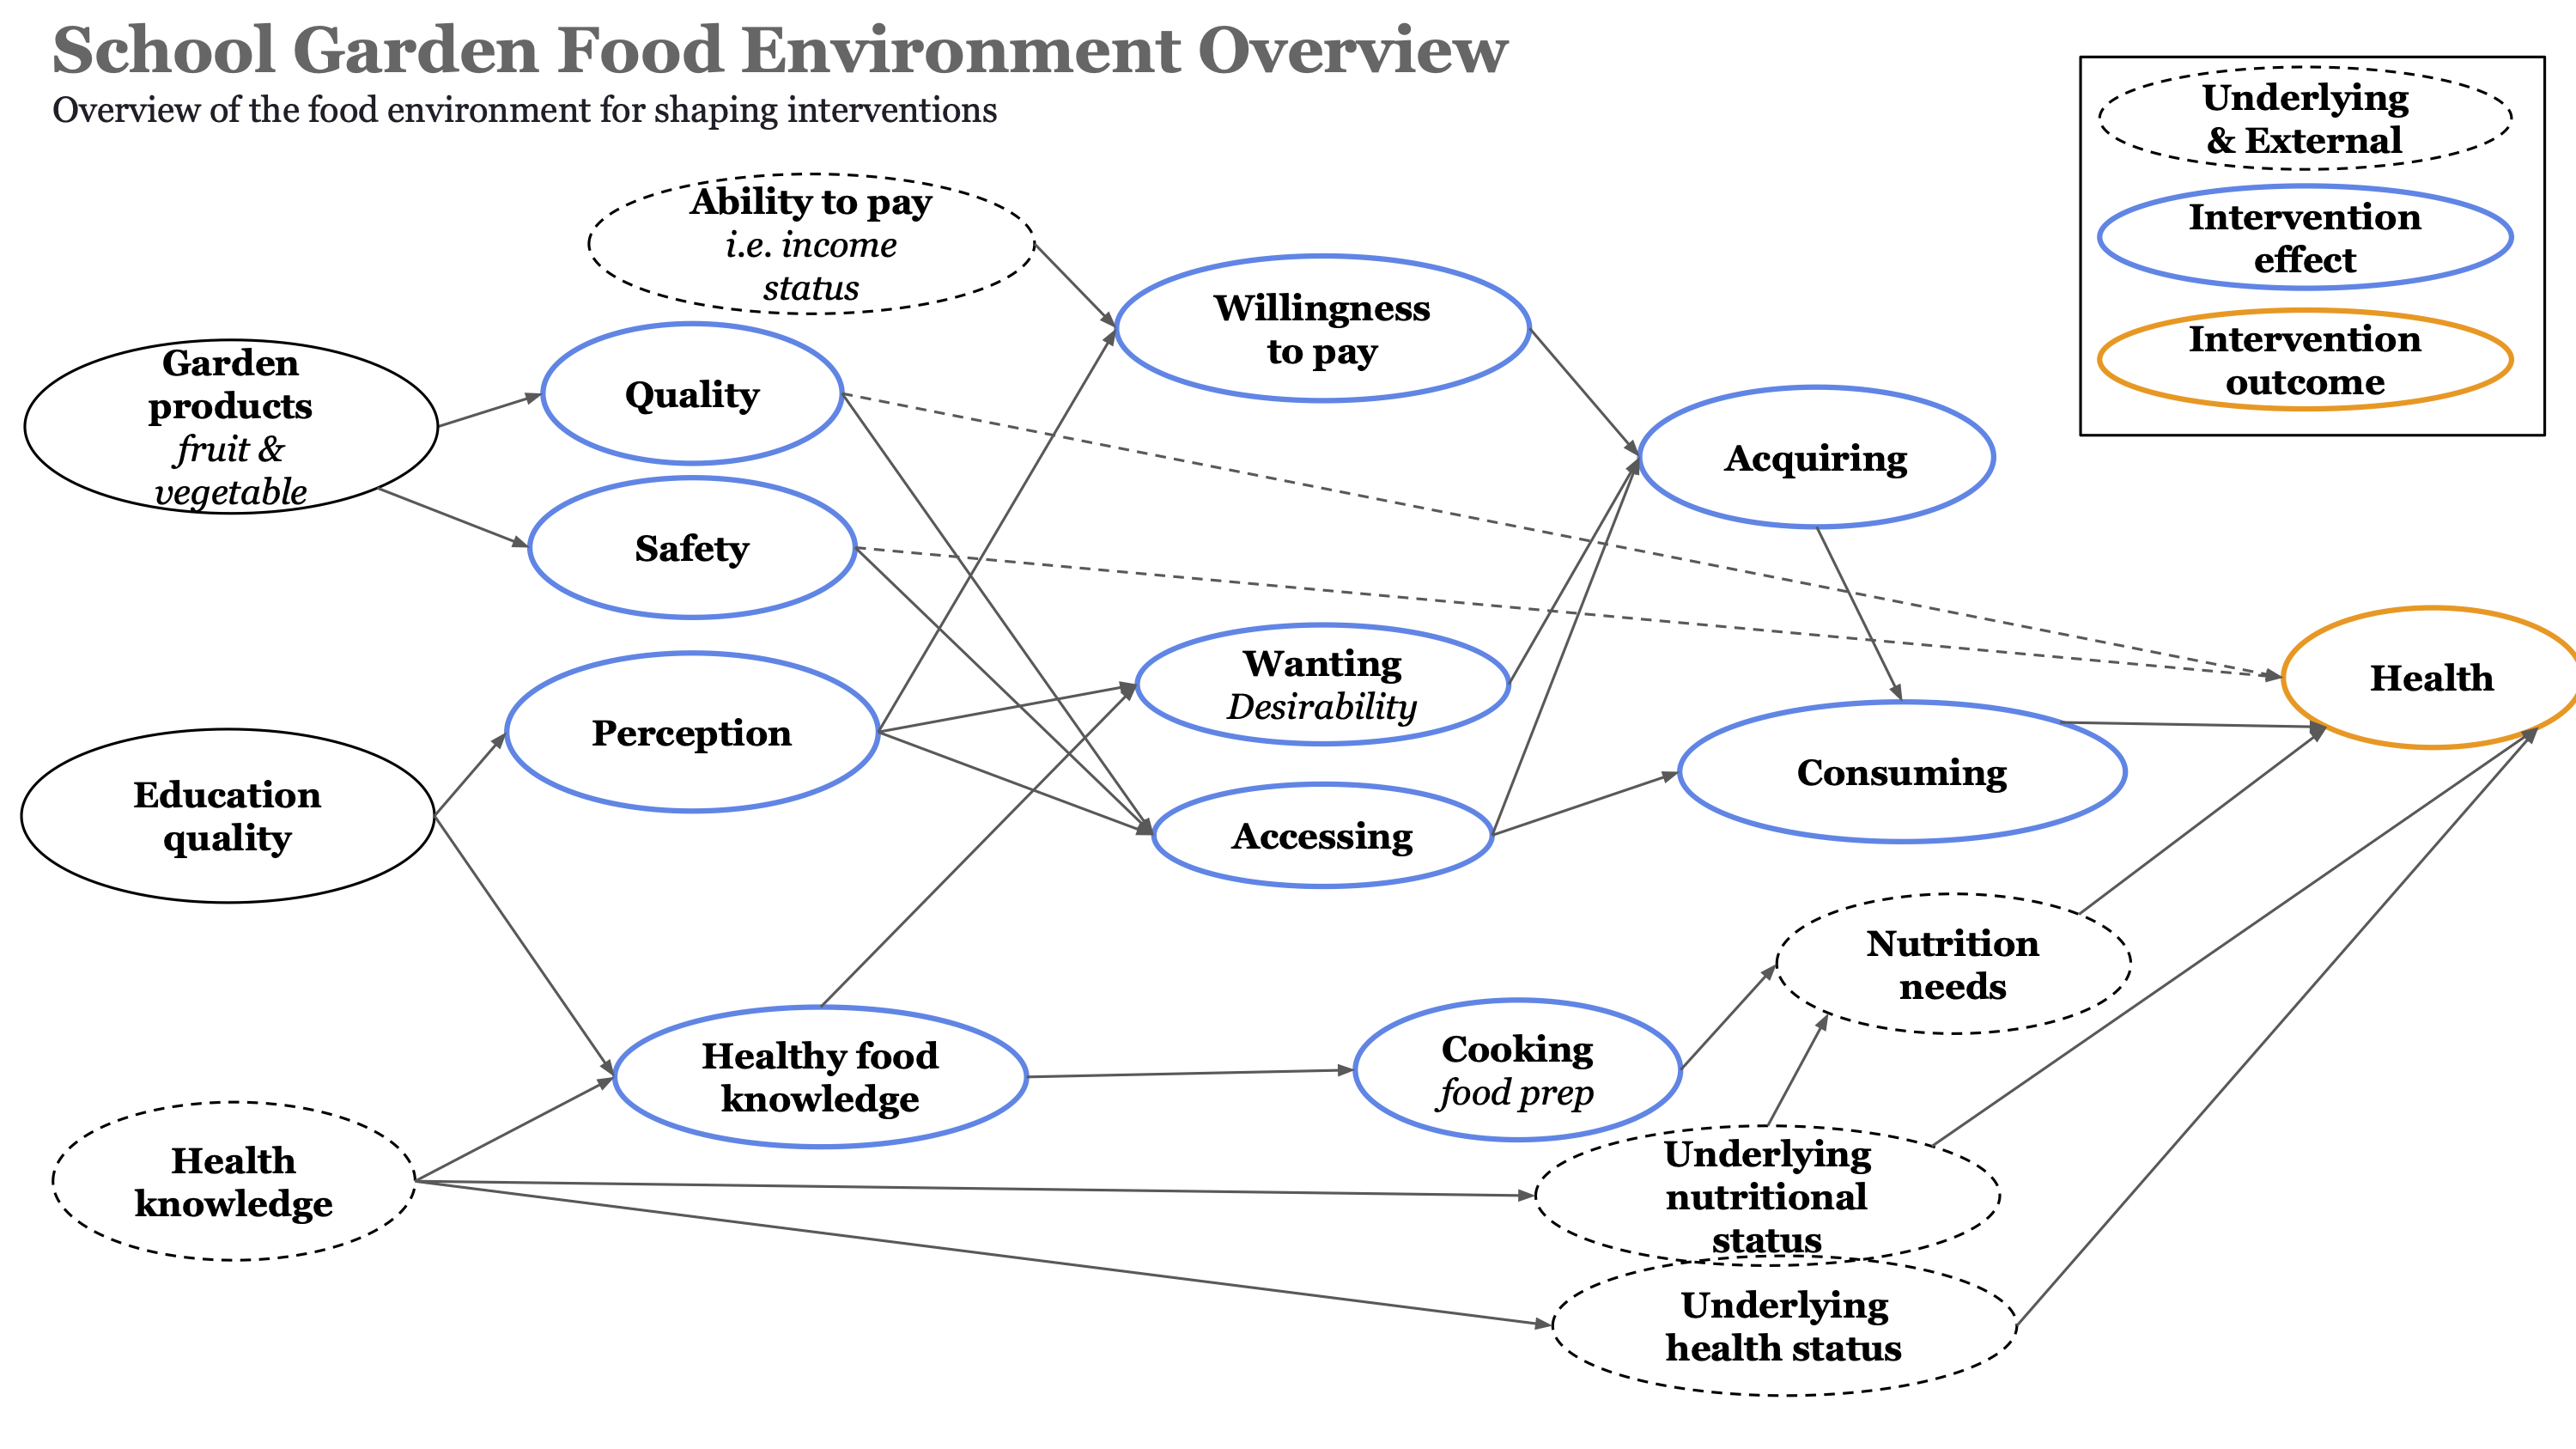 School Garden Food Environment Overview
Overview of the food environment for shaping interventions
Underlying
& External
Intervention
effect
Intervention
outcome
Ability to pay
i.e. income
status
Willingness
to pay
Garden
products
fruit &
vegetable
Quality
Acquiring
Safety
Wanting
Desirability
Health
Perception
Education
quality
Accessing
Consuming
Nutrition
needs
Healthy food
knowledge
Cooking
food prep
Health
knowledge
Underlying
nutritional
status
Underlying
health status